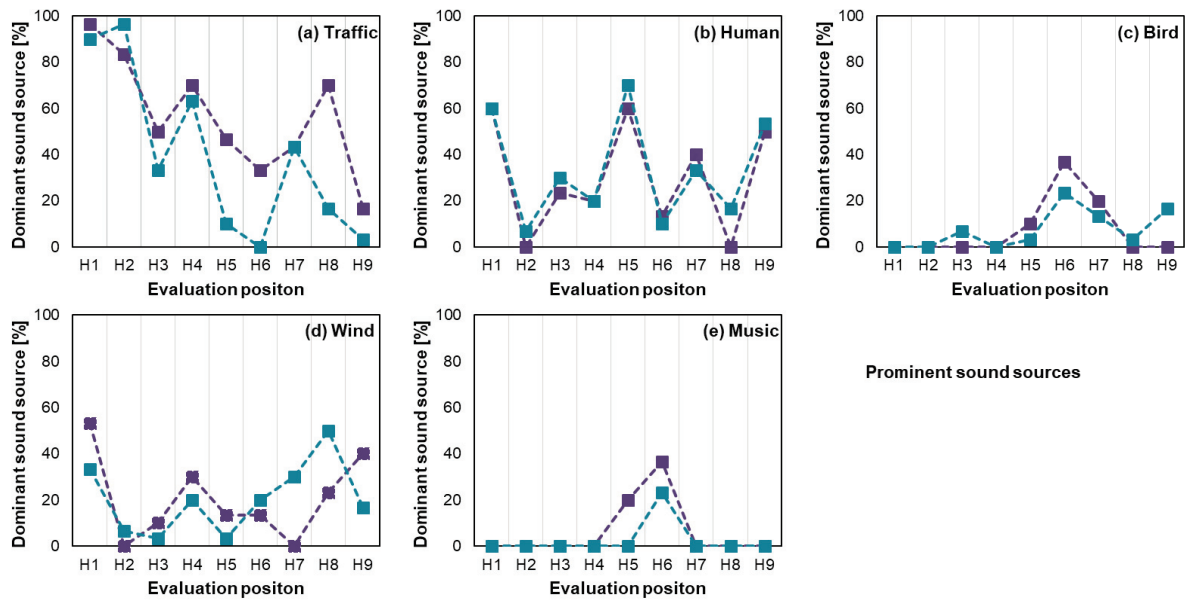 (a) Traffic
Dominant sound source [%]
100
80
60
40
20
0
H1 H2 H3 H4 H5 H6 H7 H8 H9
Evaluation positon
(b) Human
Dominant sound source [%]
100
80
60
40
20
0
H1 H2 H3 H4 H5 H6 H7 H8 H9
Evaluation positon
(c) Bird
Dominant sound source [%]
100
80
60
40
20
0
H1 H2 H3 H4 H5 H6 H7 H8 H9
Evaluation positon
(d) Wind
Dominant sound source [%]
100
80
60
40
20
0
H1 H2 H3 H4 H5 H6 H7 H8 H9
Evaluation positon
(e) Music
Dominant sound source [%]
100
80
60
40
20
0
H1 H2 H3 H4 H5 H6 H7 H8 H9
Evaluation positon
Prominent sound sources